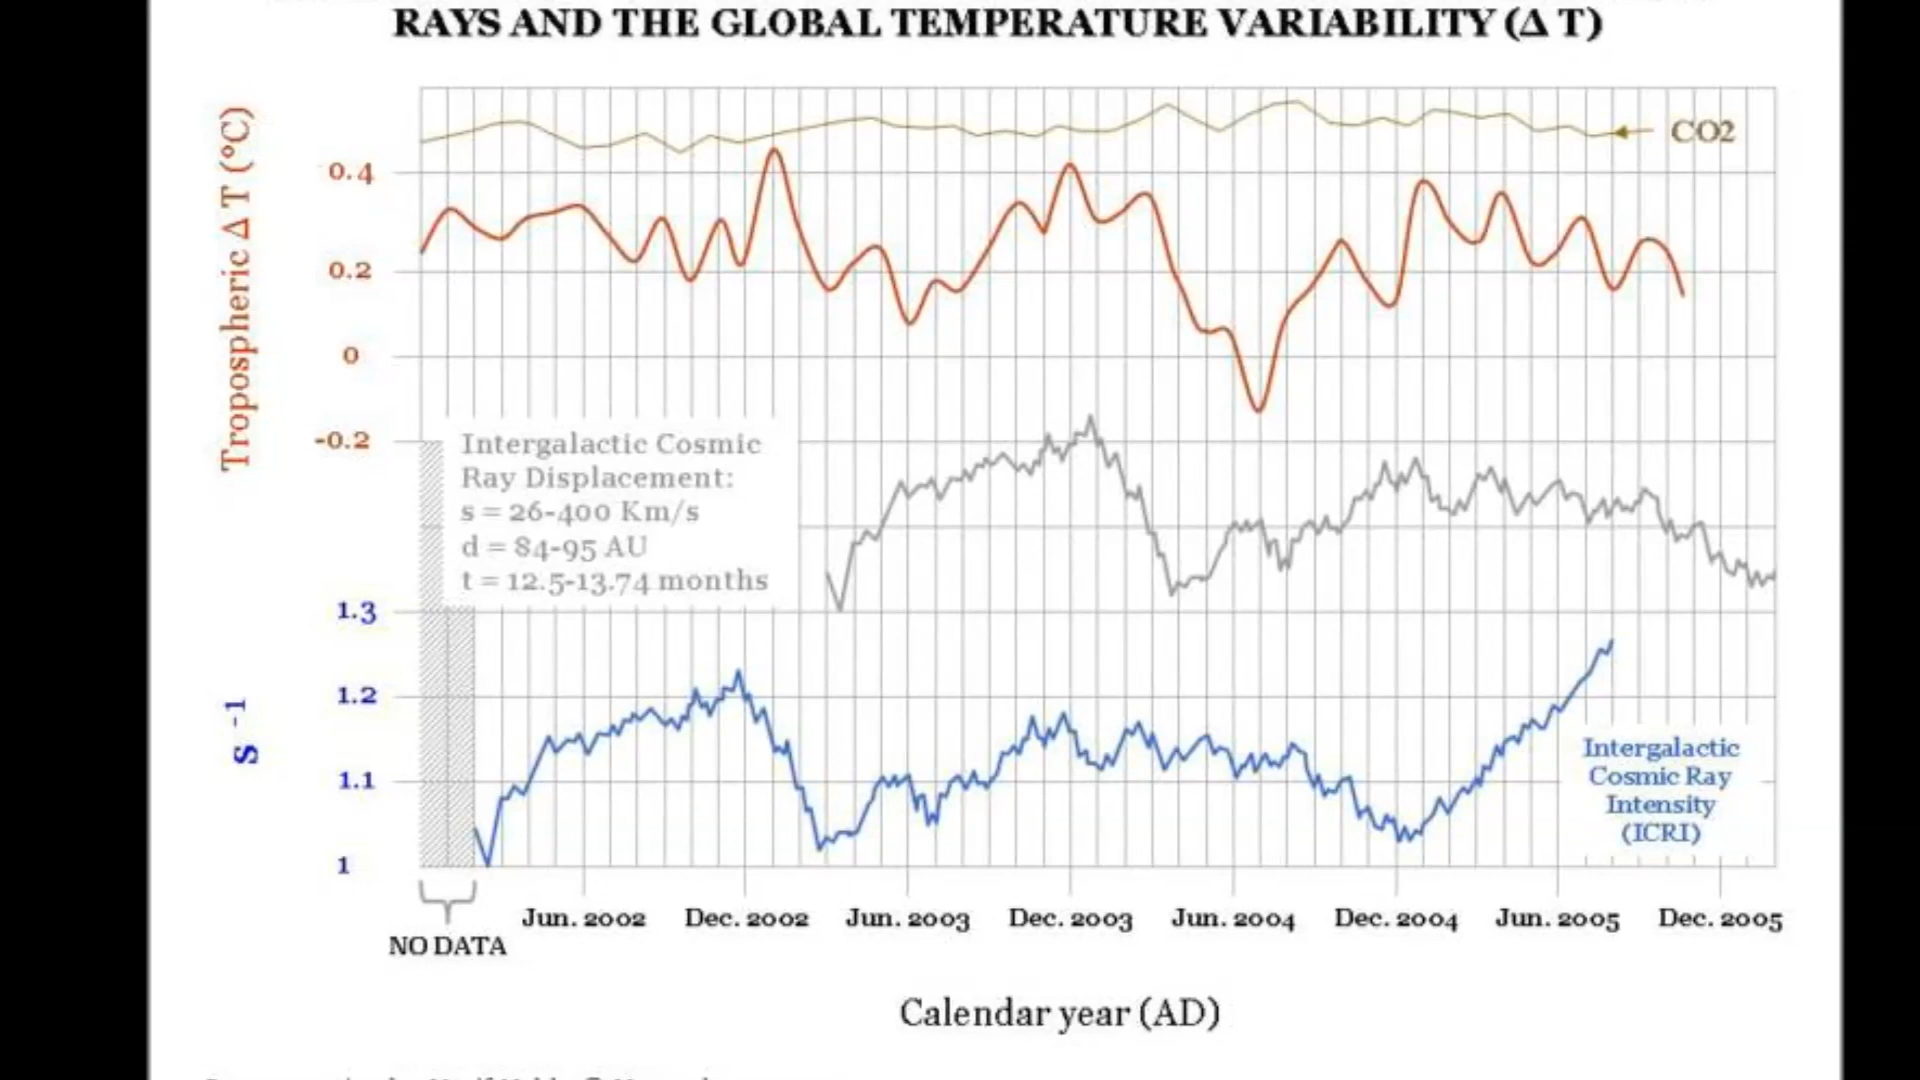 RAYS AND THE GLOBAL TEMPERATURE VARIABILITY (Δ T)
Tropospheric Δ T (°C)
CO2
0.4
0.2
0
-0.2
Intergalactic Cosmic
Ray Displacement:
s = 26-400 Km/s
d = 84-95 AU
t = 12.5-13.74 months
1.3
1.2
1.1
1
S -1
Intergalactic
Cosmic Ray
Intensity
(ICRI)
Jun. 2002
Dec. 2002
Jun. 2003
Dec. 2003
Jun. 2004
Dec. 2004
Jun. 2005
Dec. 2005
NO DATA
Calendar year (AD)